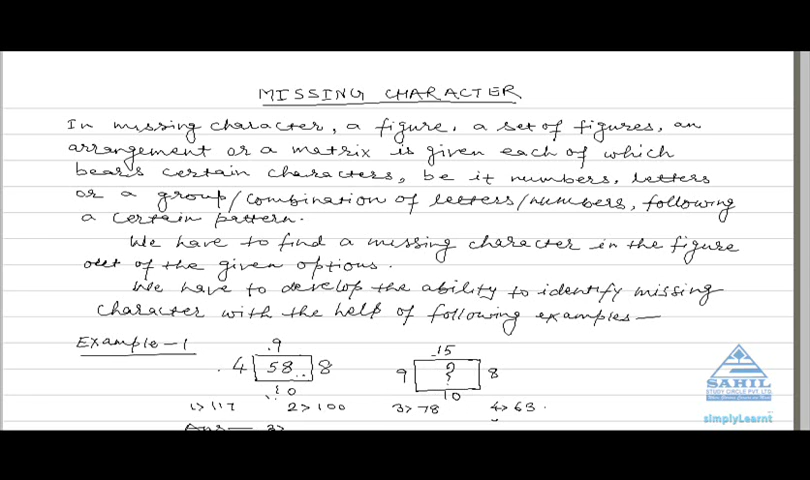 MISSING CHARACTER
In missing character, a figure, a set of figures, an
arrangement or a matrix is given each of which
bears certain characters, be it numbers, letters
or a group/combination of letters/numbers, following
a certain pattern.
We have to find a missing character in the figure
out of the given options.
We have to develop the ability to identify missing
character with the help of following examples—
Example-1
9
15
4 58 8
9 ? 8
10
10
1> 117 2> 100 3> 78 4> 63
Ans— 3>
SAHIL
STUDY CIRCLE PVT. LTD
simplyLearnt